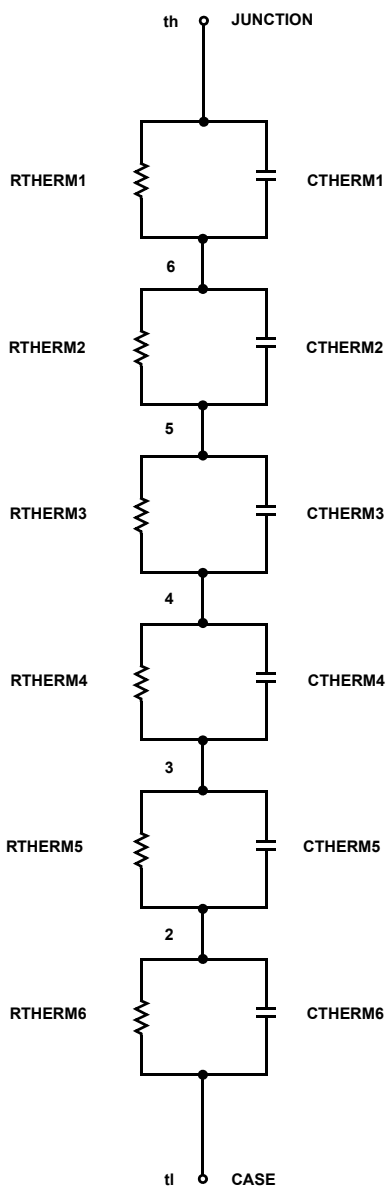 th JUNCTION
RTHERM1 CTHERM1
6
RTHERM2 CTHERM2
5
RTHERM3 CTHERM3
4
RTHERM4 CTHERM4
3
RTHERM5 CTHERM5
2
RTHERM6 CTHERM6
tl CASE